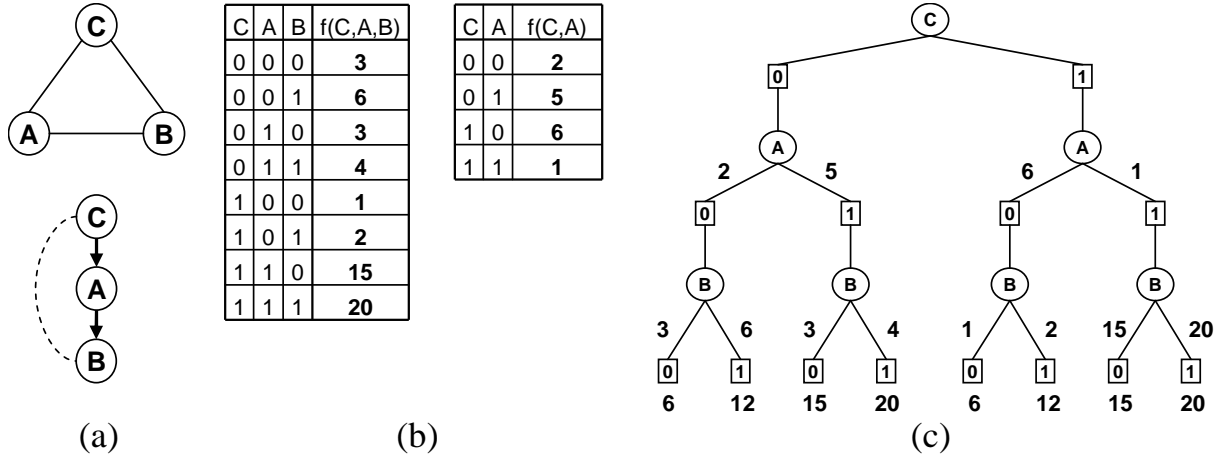 C
A B
C
A
B
(a)
C A B f(C,A,B)
0 0 0 3
0 0 1 6
0 1 0 3
0 1 1 4
1 0 0 1
1 0 1 2
1 1 0 15
1 1 1 20
C A f(C,A)
0 0 2
0 1 5
1 0 6
1 1 1
(b)
C
0 1
A A
2 5 6 1
0 1 0 1
B B B B
3 6 3 4 1 2 15 20
0 1 0 1 0 1 0 1
6 12 15 20 6 12 15 20
(c)